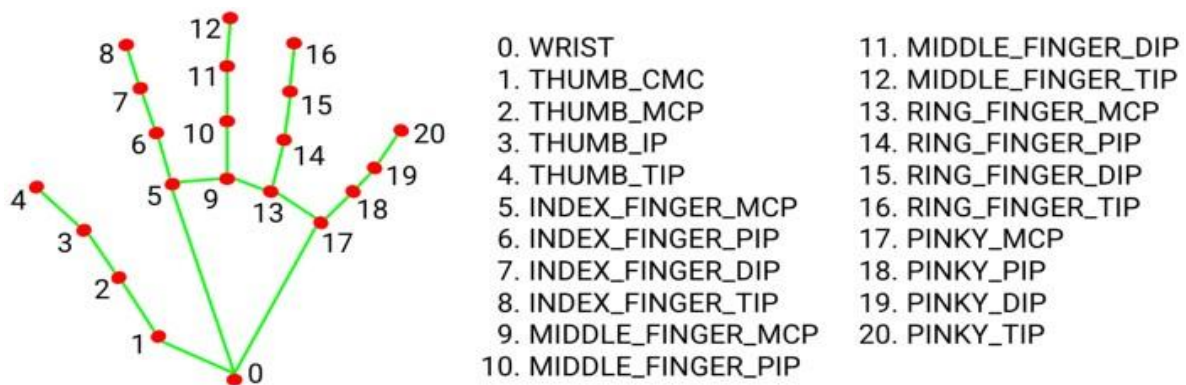 12
8
16
11
7
15
20
10
6
14
19
4
5
9
13
18
3
17
2
1
0
0. WRIST
1. THUMB_CMC
2. THUMB_MCP
3. THUMB_IP
4. THUMB_TIP
5. INDEX_FINGER_MCP
6. INDEX_FINGER_PIP
7. INDEX_FINGER_DIP
8. INDEX_FINGER_TIP
9. MIDDLE_FINGER_MCP
10. MIDDLE_FINGER_PIP
11. MIDDLE_FINGER_DIP
12. MIDDLE_FINGER_TIP
13. RING_FINGER_MCP
14. RING_FINGER_PIP
15. RING_FINGER_DIP
16. RING_FINGER_TIP
17. PINKY_MCP
18. PINKY_PIP
19. PINKY_DIP
20. PINKY_TIP